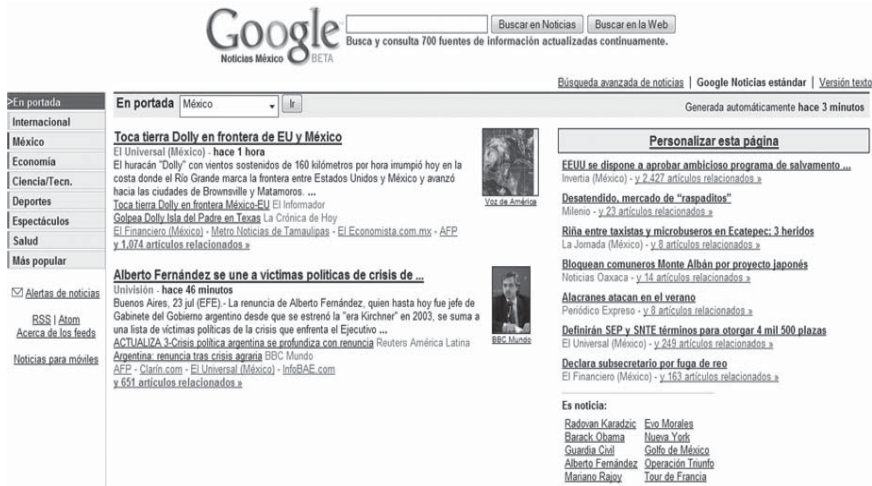 Google
Noticias México BETA
Buscar en Noticias
Buscar en la Web
Busca y consulta 700 fuentes de información actualizadas continuamente.
Búsqueda avanzada de noticias | Google Noticias estándar | Versión texto
>En portada
Internacional
México
Economía
Ciencia/Tecn.
Deportes
Espectáculos
Salud
Más popular
Alertas de noticias
RSS | Atom
Acerca de los feeds
Noticias para móviles
En portada México Ir
Generada automáticamente hace 3 minutos
Toca tierra Dolly en frontera de EU y México
El Universal (México) - hace 1 hora
El huracán "Dolly" con vientos sostenidos de 160 kilómetros por hora irrumpió hoy en la
costa donde el Río Grande marca la frontera entre Estados Unidos y México y avanzó
hacia las ciudades de Brownsville y Matamoros. ...
Toca tierra Dolly en frontera México-EU El Informador
Golpea Dolly Isla del Padre en Texas La Crónica de Hoy
El Financiero (México) - Metro Noticias de Tamaulipas - El Economista.com.mx - AFP
y 1,074 artículos relacionados »
Voz de América
Alberto Fernández se une a víctimas políticas de crisis de ...
Univisión - hace 46 minutos
Buenos Aires, 23 jul (EFE).- La renuncia de Alberto Fernández, quien hasta hoy fue jefe de
Gabinete del Gobierno argentino desde que se estrenó la "era Kirchner" en 2003, se suma a
una lista de víctimas políticas de la crisis que enfrenta el Ejecutivo ...
ACTUALIZA 3-Crisis política argentina se profundiza con renuncia Reuters América Latina
Argentina: renuncia tras crisis agraria BBC Mundo
AFP - Clarín.com - El Universal (México) - InfoBAE.com
y 651 artículos relacionados »
BBC Mundo
Personalizar esta página
EEUU se dispone a aprobar ambicioso programa de salvamento ...
Invertia (México) - y 2 427 artículos relacionados »
Desatendido, mercado de "raspaditos"
Milenio - y 23 artículos relacionados »
Riña entre taxistas y microbuseros en Ecatepec; 3 heridos
La Jornada (México) - y 8 artículos relacionados »
Bloquean comuneros Monte Albán por proyecto japonés
Noticias Oaxaca - y 14 artículos relacionados »
Alacranes atacan en el verano
Periódico Expreso - y 8 artículos relacionados »
Definirán SEP y SNTE términos para otorgar 4 mil 500 plazas
El Universal (México) - y 249 artículos relacionados »
Declara subsecretario por fuga de reo
El Financiero (México) - y 163 artículos relacionados »
Es noticia:
Radovan Karadzic Evo Morales
Barack Obama Nueva York
Guardia Civil Golfo de México
Alberto Fernández Operación Triunfo
Mariano Rajoy Tour de Francia